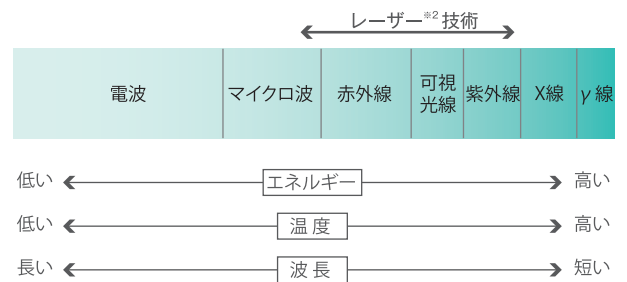 レーザー※2技術
電波 マイクロ波 赤外線 可視光線 紫外線 X線 γ線
低い エネルギー 高い
低い 温度 高い
長い 波長 短い